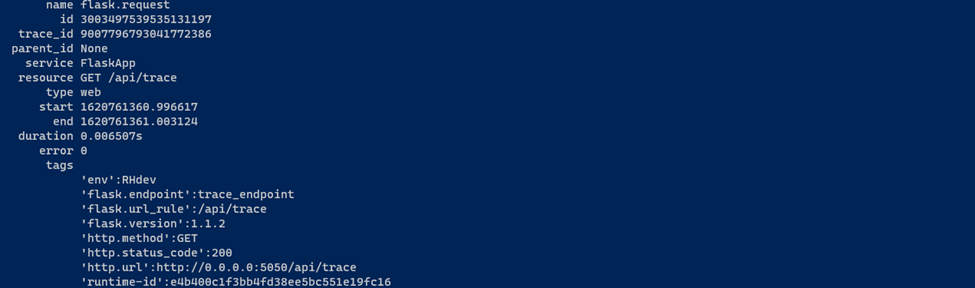 name flask.request
id 3003497539535131197
trace_id 9007796793041772386
parent_id None
service FlaskApp
resource GET /api/trace
type web
start 1620761360.996617
end 1620761361.003124
duration 0.006507s
error 0
tags
'env':RHdev
'flask.endpoint':trace_endpoint
'flask.url_rule':/api/trace
'flask.version':1.1.2
'http.method':GET
'http.status_code':200
'http.url':http://0.0.0.0:5050/api/trace
'runtime-id':e4b400c1f3bb4fd38ee5bc551e19fc16